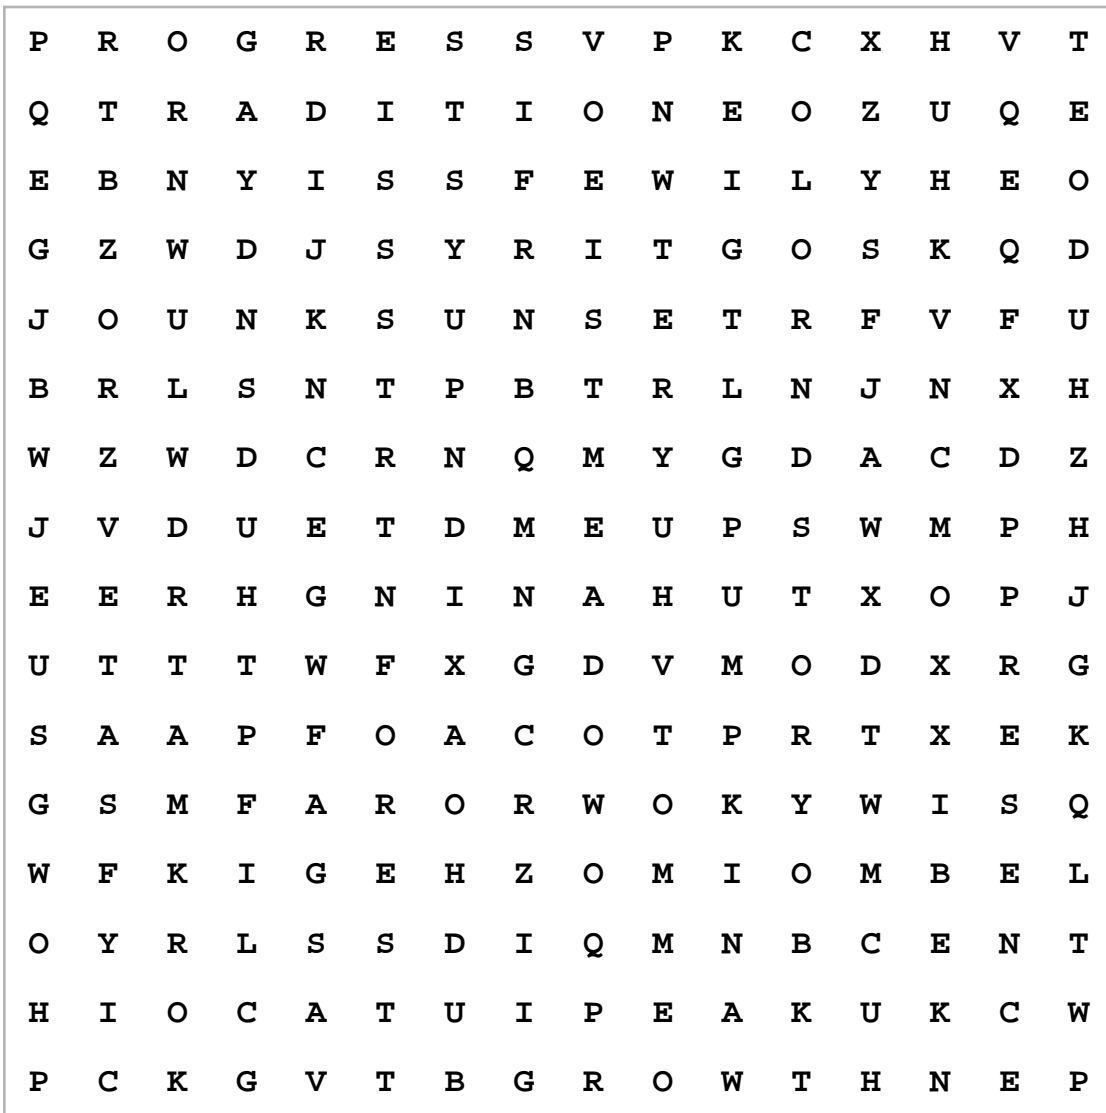 P R O G R E S S V P K C X H V T
Q T R A D I T I O N E O Z U Q E
E B N Y I S S F E W I L Y H E O
G Z W D J S Y R I T G O S K Q D
J O U N K S U N S E T R F V F U
B R L S N T P B T R L N J N X H
W Z W D C R N Q M Y G D A C D Z
J V D U E T D M E U P S W M P H
E E R H G N I N A H U T X O P J
U T T T W F X G D V M O D X R G
S A A P F O A C O T P R T X E K
G S M F A R O R W O K Y W I S Q
W F K I G E H Z O M I O M B E L
O Y R L S S D I Q M N B C E N T
H I O C A T U I P E A K U K C W
P C K G V T B G R O W T H N E P